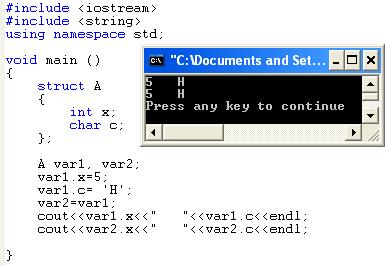 #include <iostream>
#include <string>
using namespace std;
void main ()
{
    struct A
    {
        int x;
        char c;
    };
    A var1, var2;
    var1.x=5;
    var1.c= 'H';
    var2=var1;
    cout<<var1.x<<"   "<<var1.c<<endl;
    cout<<var2.x<<"   "<<var2.c<<endl;
}
"C:\Documents and Set...
5   H
5   H
Press any key to continue